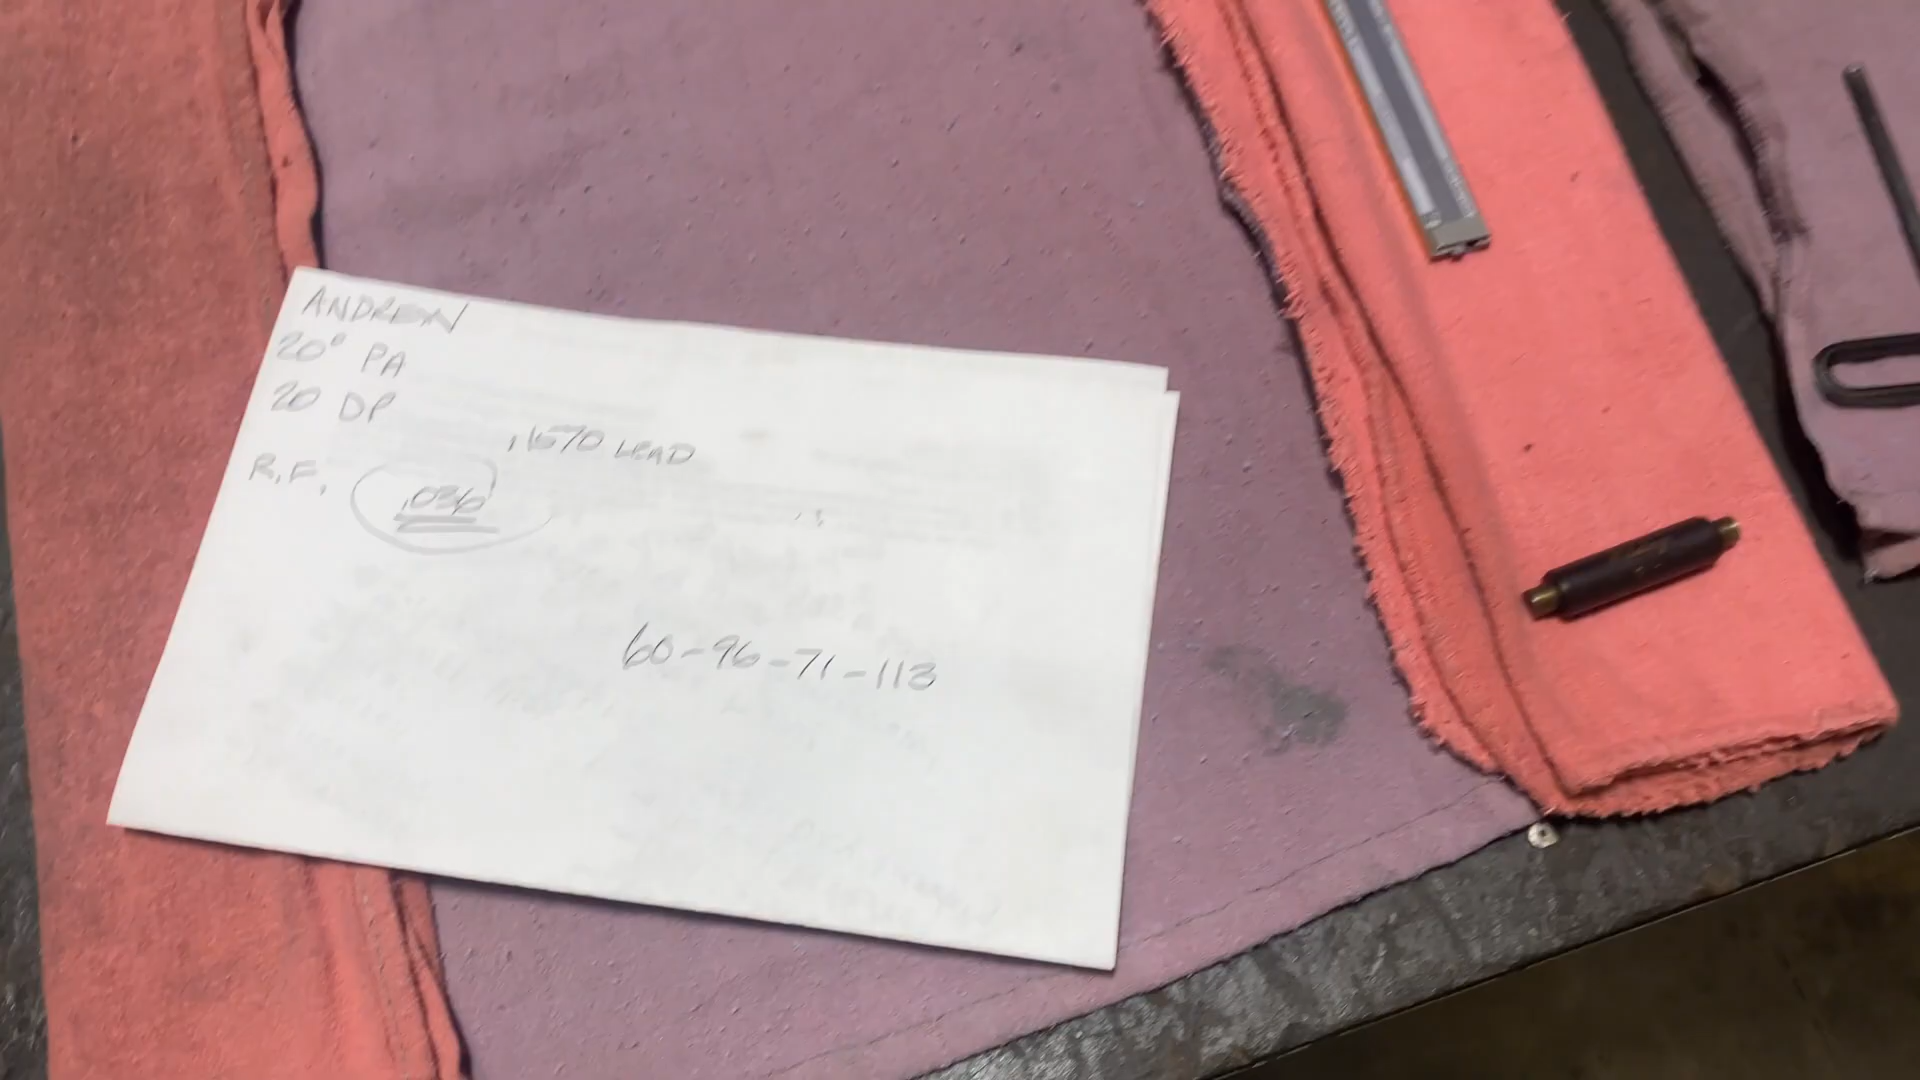 ANDREW
20° PA
20 DP
.1570 LEAD
R.F. .036
60-96-71-113